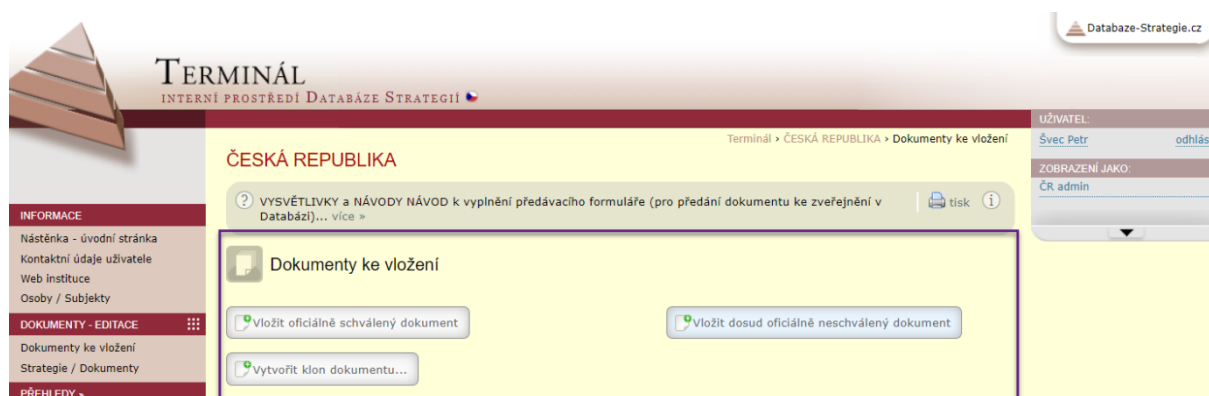 Databaze-Strategie.cz
TERMINÁL
INTERNÍ PROSTŘEDÍ DATABÁZE STRATEGIÍ
UŽIVATEL:
Švec Petr odhlás
ZOBRAZENÍ JAKO:
ČR admin
Terminál › ČESKÁ REPUBLIKA › Dokumenty ke vložení
ČESKÁ REPUBLIKA
? VYSVĚTLIVKY a NÁVODY NÁVOD k vyplnění předávacího formuláře (pro předání dokumentu ke zveřejnění v
Databázi)... více »
tisk i
INFORMACE
Nástěnka - úvodní stránka
Kontaktní údaje uživatele
Web instituce
Osoby / Subjekty
DOKUMENTY - EDITACE
Dokumenty ke vložení
Strategie / Dokumenty
PŘEHLEDY »
Dokumenty ke vložení
Vložit oficiálně schválený dokument
Vložit dosud oficiálně neschválený dokument
Vytvořit klon dokumentu...